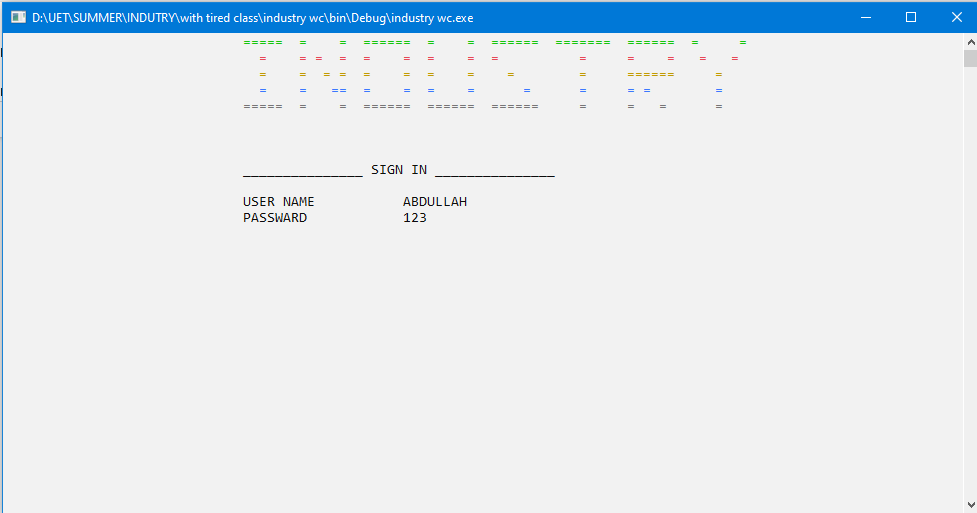 D:\UET\SUMMER\INDUTRY\with tired class\industry wc\bin\Debug\industry wc.exe
INDUSTRY
_______________ SIGN IN _______________
USER NAME ABDULLAH
PASSWARD 123